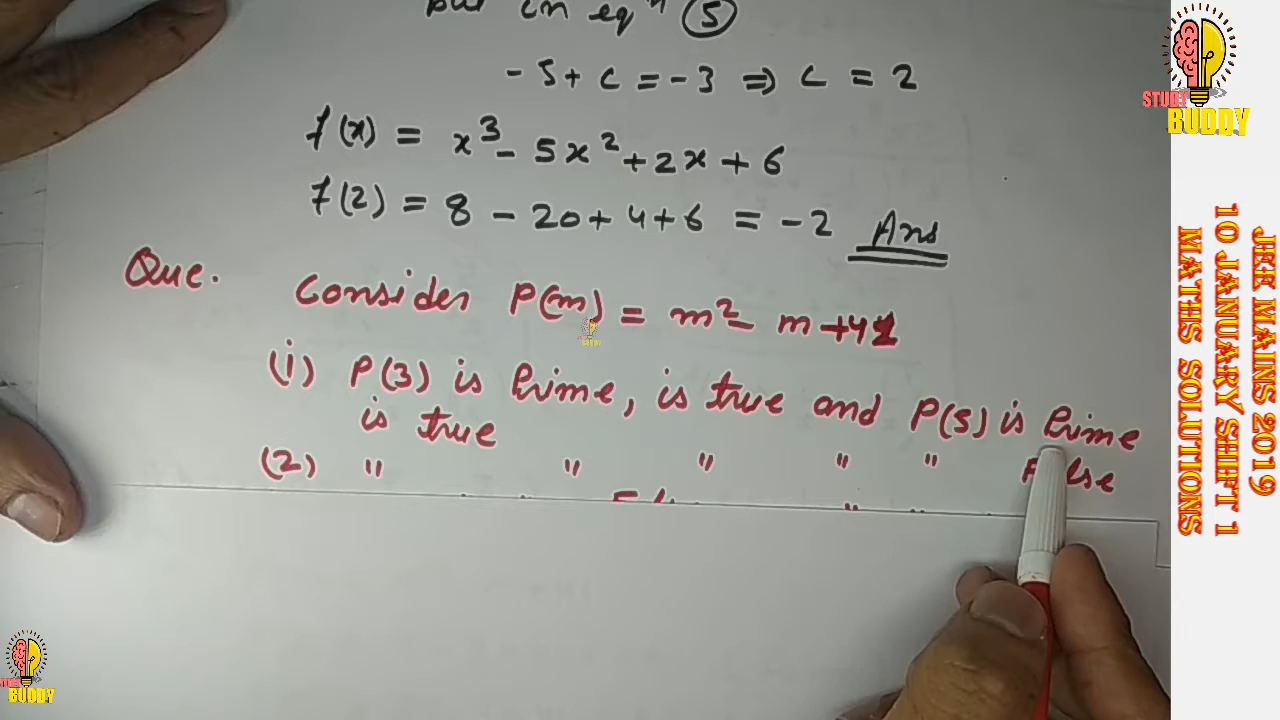 put in eqn (5)
- 5 + c = -3 ⇒ c = 2
f(x) = x³ - 5x² + 2x + 6
f(2) = 8 - 20 + 4 + 6 = -2 Ans
Que. Consider P(m) = m² - m + 41
(i) P(3) is Prime, is true and P(5) is Prime
is true
(2) " " " " " False
STUDY
BUDDY
JEE MAINS 2019
10 JANUARY SHIFT 1
MATHS SOLUTIONS
BUDDY